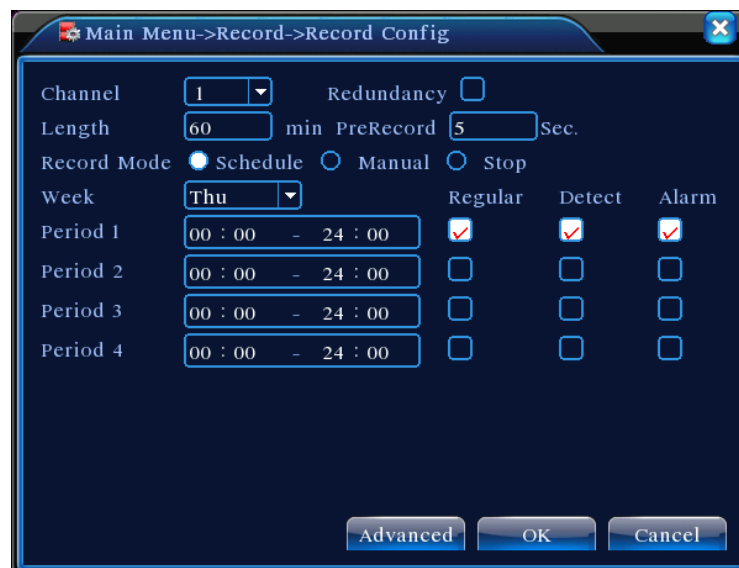 Main Menu->Record->Record Config
Channel 1 Redundancy
Length 60 min PreRecord 5 Sec.
Record Mode Schedule Manual Stop
Week Thu Regular Detect Alarm
Period 1 00 : 00 - 24 : 00
Period 2 00 : 00 - 24 : 00
Period 3 00 : 00 - 24 : 00
Period 4 00 : 00 - 24 : 00
Advanced OK Cancel